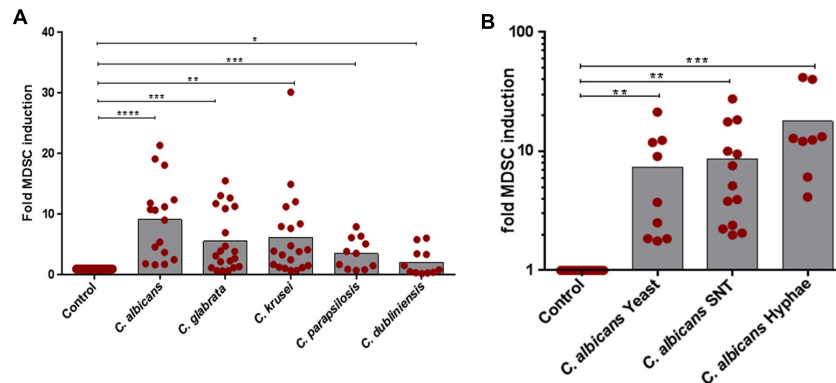 A
Fold MDSC induction
40
30
20
10
0
*
***
**
***
****
Control
C. albicans
C. glabrata
C. krusei
C. parapsilosis
C. dubliniensis
B
fold MDSC induction
100
10
1
***
**
**
Control
C. albicans Yeast
C. albicans SNT
C. albicans Hyphae